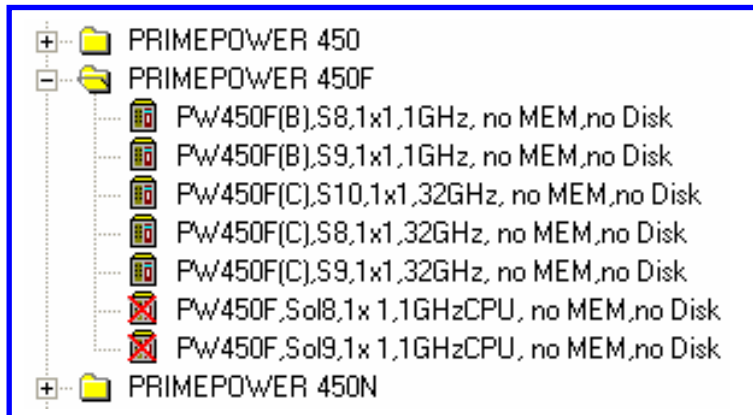 PRIMEPOWER 450
PRIMEPOWER 450F
PW450F(B),S8,1x1,1GHz, no MEM,no Disk
PW450F(B),S9,1x1,1GHz, no MEM,no Disk
PW450F(C),S10,1x1,32GHz, no MEM,no Disk
PW450F(C),S8,1x1,32GHz, no MEM,no Disk
PW450F(C),S9,1x1,32GHz, no MEM,no Disk
PW450F,Sol8,1x 1,1GHzCPU, no MEM,no Disk
PW450F,Sol9,1x 1,1GHzCPU, no MEM,no Disk
PRIMEPOWER 450N